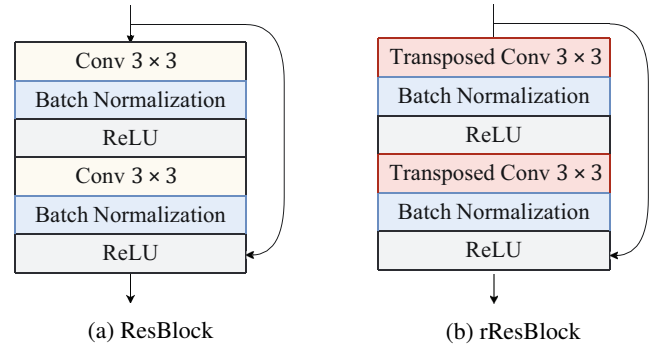 Conv 3 × 3
Batch Normalization
ReLU
Conv 3 × 3
Batch Normalization
ReLU
(a) ResBlock
Transposed Conv 3 × 3
Batch Normalization
ReLU
Transposed Conv 3 × 3
Batch Normalization
ReLU
(b) rResBlock